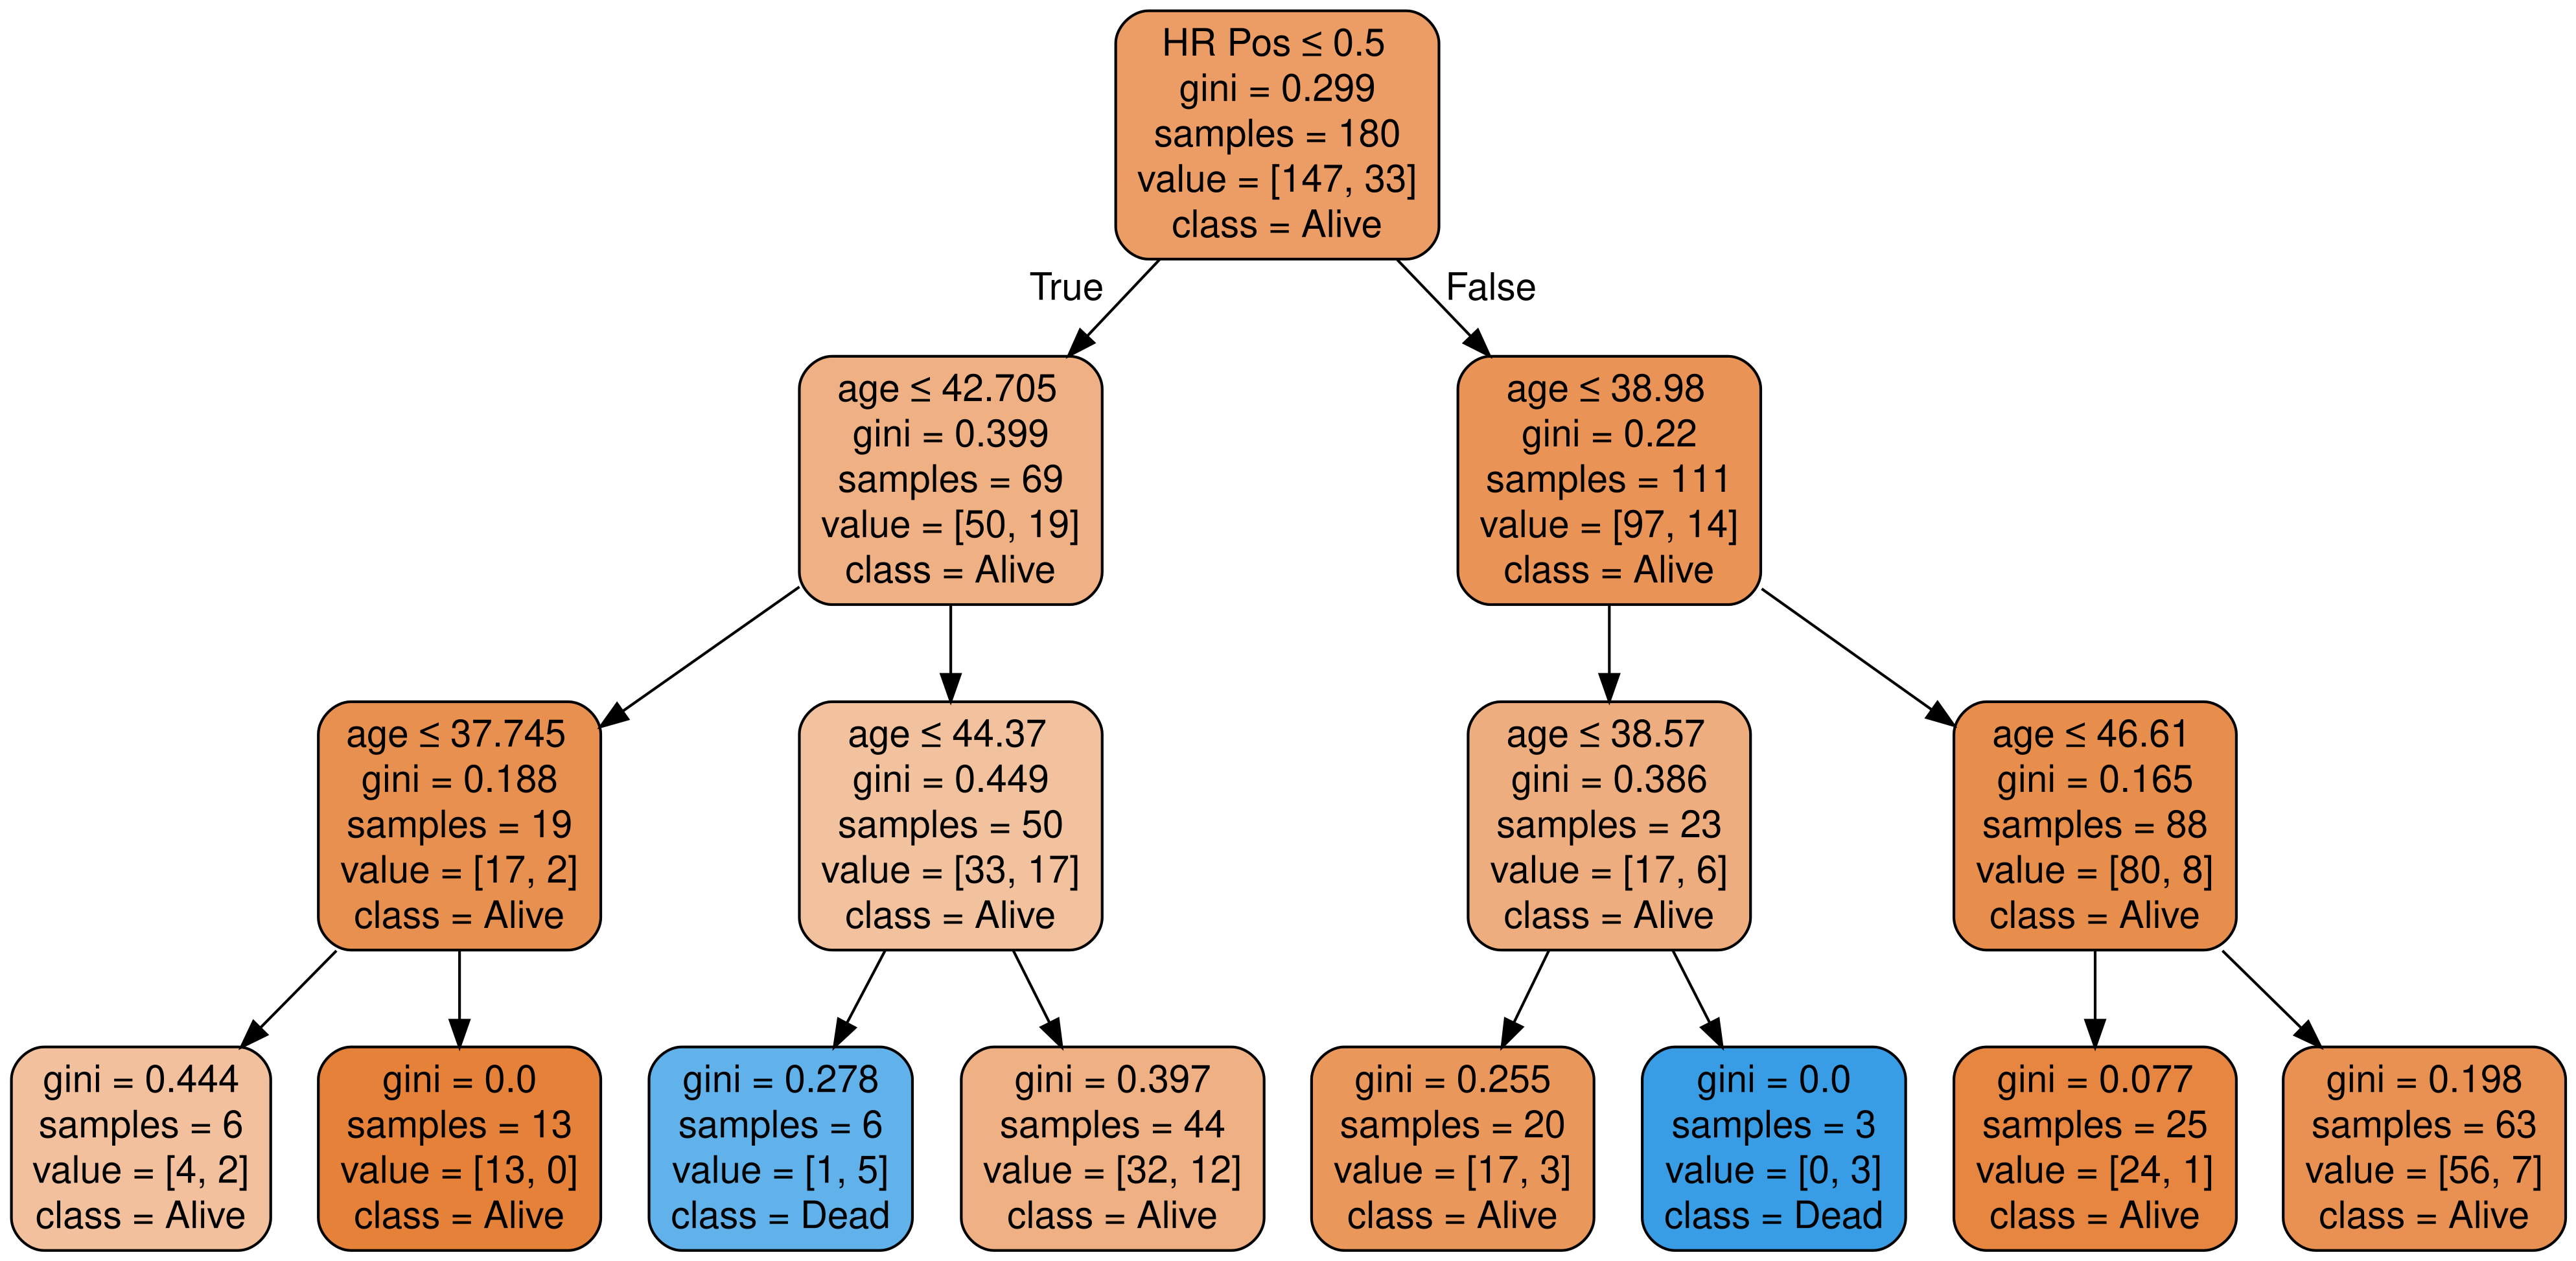 HR Pos ≤ 0.5
gini = 0.299
samples = 180
value = [147, 33]
class = Alive
True
False
age ≤ 42.705
gini = 0.399
samples = 69
value = [50, 19]
class = Alive
age ≤ 38.98
gini = 0.22
samples = 111
value = [97, 14]
class = Alive
age ≤ 37.745
gini = 0.188
samples = 19
value = [17, 2]
class = Alive
age ≤ 44.37
gini = 0.449
samples = 50
value = [33, 17]
class = Alive
age ≤ 38.57
gini = 0.386
samples = 23
value = [17, 6]
class = Alive
age ≤ 46.61
gini = 0.165
samples = 88
value = [80, 8]
class = Alive
gini = 0.444
samples = 6
value = [4, 2]
class = Alive
gini = 0.0
samples = 13
value = [13, 0]
class = Alive
gini = 0.278
samples = 6
value = [1, 5]
class = Dead
gini = 0.397
samples = 44
value = [32, 12]
class = Alive
gini = 0.255
samples = 20
value = [17, 3]
class = Alive
gini = 0.0
samples = 3
value = [0, 3]
class = Dead
gini = 0.077
samples = 25
value = [24, 1]
class = Alive
gini = 0.198
samples = 63
value = [56, 7]
class = Alive